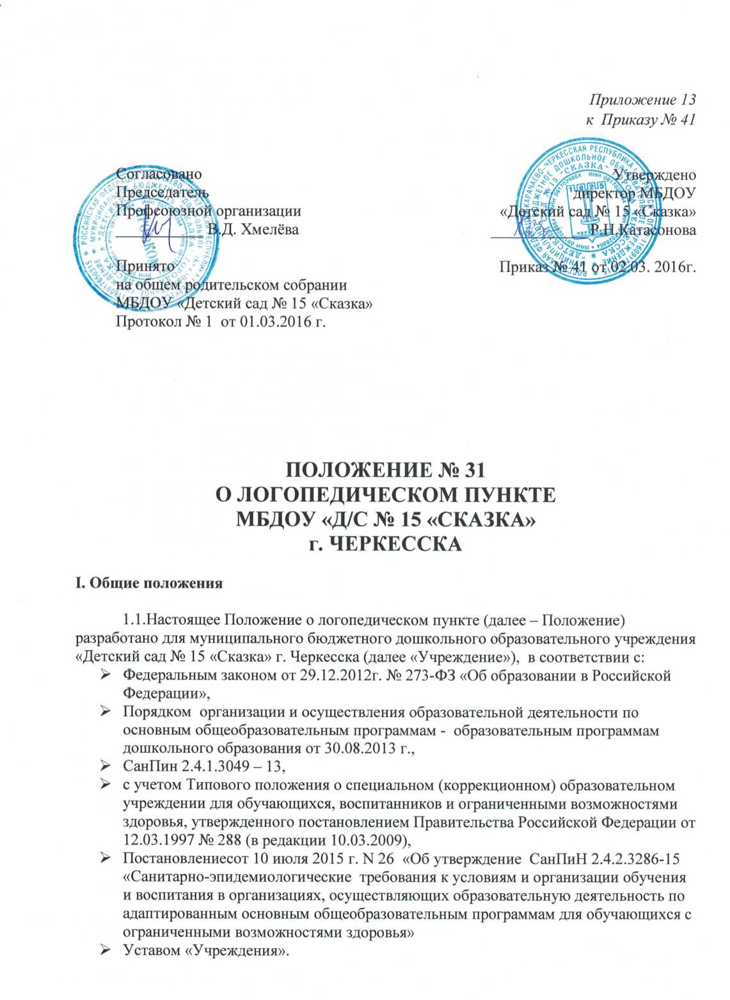 Приложение 13
к Приказу № 41
Согласовано
Председатель
Профсоюзной организации
____________В.Д. Хмелёва
Принято
на общем родительском собрании
МБДОУ «Детский сад № 15 «Сказка»
Протокол № 1 от 01.03.2016 г.
Утверждено
директор МБДОУ
«Детский сад № 15 «Сказка»
____________Р.Н.Катасонова
Приказ № 41 от 02.03. 2016г.
ПОЛОЖЕНИЕ № 31
О ЛОГОПЕДИЧЕСКОМ ПУНКТЕ
МБДОУ «Д/С № 15 «СКАЗКА»
г. ЧЕРКЕССКА
I. Общие положения
1.1.Настоящее Положение о логопедическом пункте (далее – Положение)
разработано для муниципального бюджетного дошкольного образовательного учреждения
«Детский сад № 15 «Сказка» г. Черкесска (далее «Учреждение»), в соответствии с:
➢ Федеральным законом от 29.12.2012г. № 273-ФЗ «Об образовании в Российской
Федерации»,
➢ Порядком организации и осуществления образовательной деятельности по
основным общеобразовательным программам - образовательным программам
дошкольного образования от 30.08.2013 г.,
➢ СанПин 2.4.1.3049 – 13,
➢ с учетом Типового положения о специальном (коррекционном) образовательном
учреждении для обучающихся, воспитанников и ограниченными возможностями
здоровья, утвержденного постановлением Правительства Российской Федерации от
12.03.1997 № 288 (в редакции 10.03.2009),
➢ Постановлениесот 10 июля 2015 г. N 26 «Об утверждение СанПиН 2.4.2.3286-15
«Санитарно-эпидемиологические требования к условиям и организации обучения
и воспитания в организациях, осуществляющих образовательную деятельность по
адаптированным основным общеобразовательным программам для обучающихся с
ограниченными возможностями здоровья»
➢ Уставом «Учреждения».